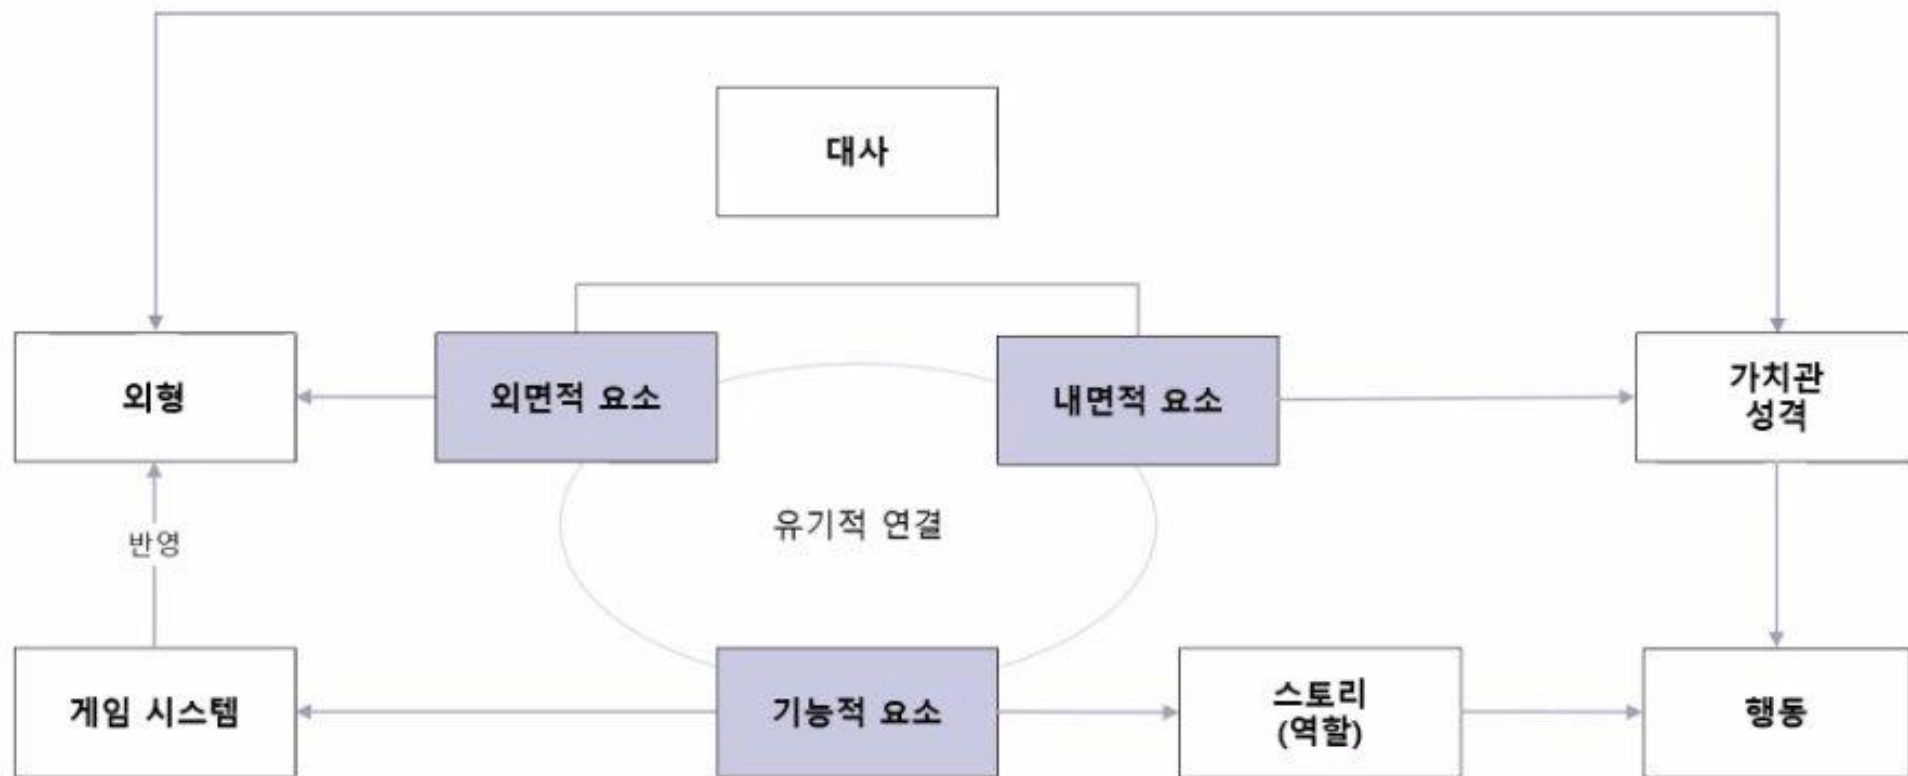 대사
외형
외면적 요소
내면적 요소
가치관
성격
유기적 연결
반영
게임 시스템
기능적 요소
스토리
(역할)
행동